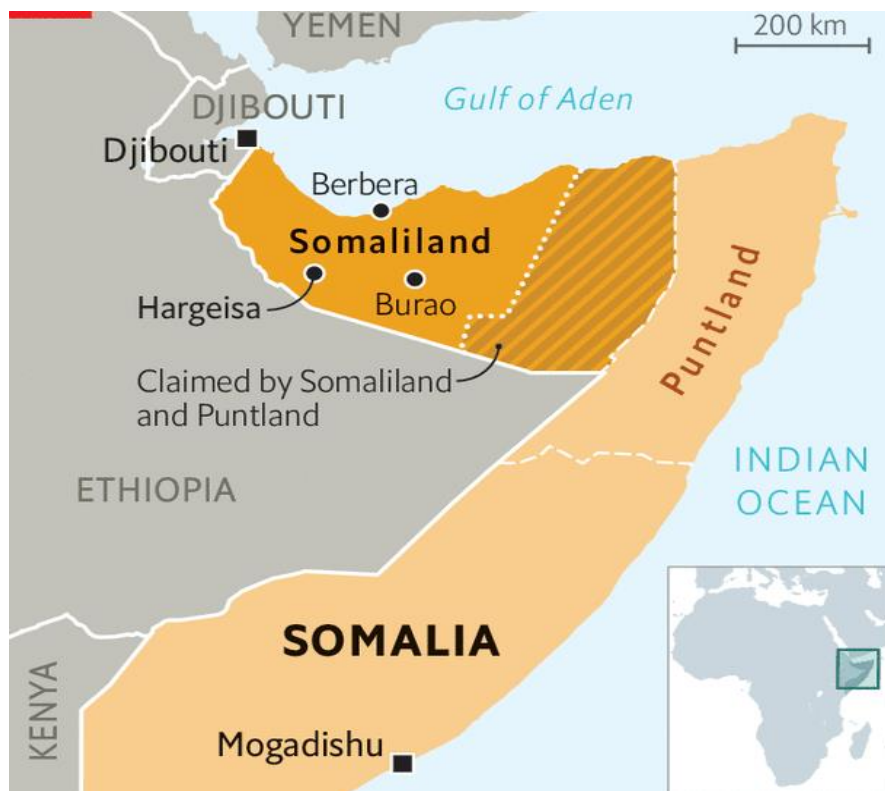 YEMEN
200 km
DJIBOUTI
Gulf of Aden
Djibouti
Berbera
Somaliland
Hargeisa
Burao
Puntland
Claimed by Somaliland
and Puntland
INDIAN
OCEAN
ETHIOPIA
SOMALIA
KENYA
Mogadishu